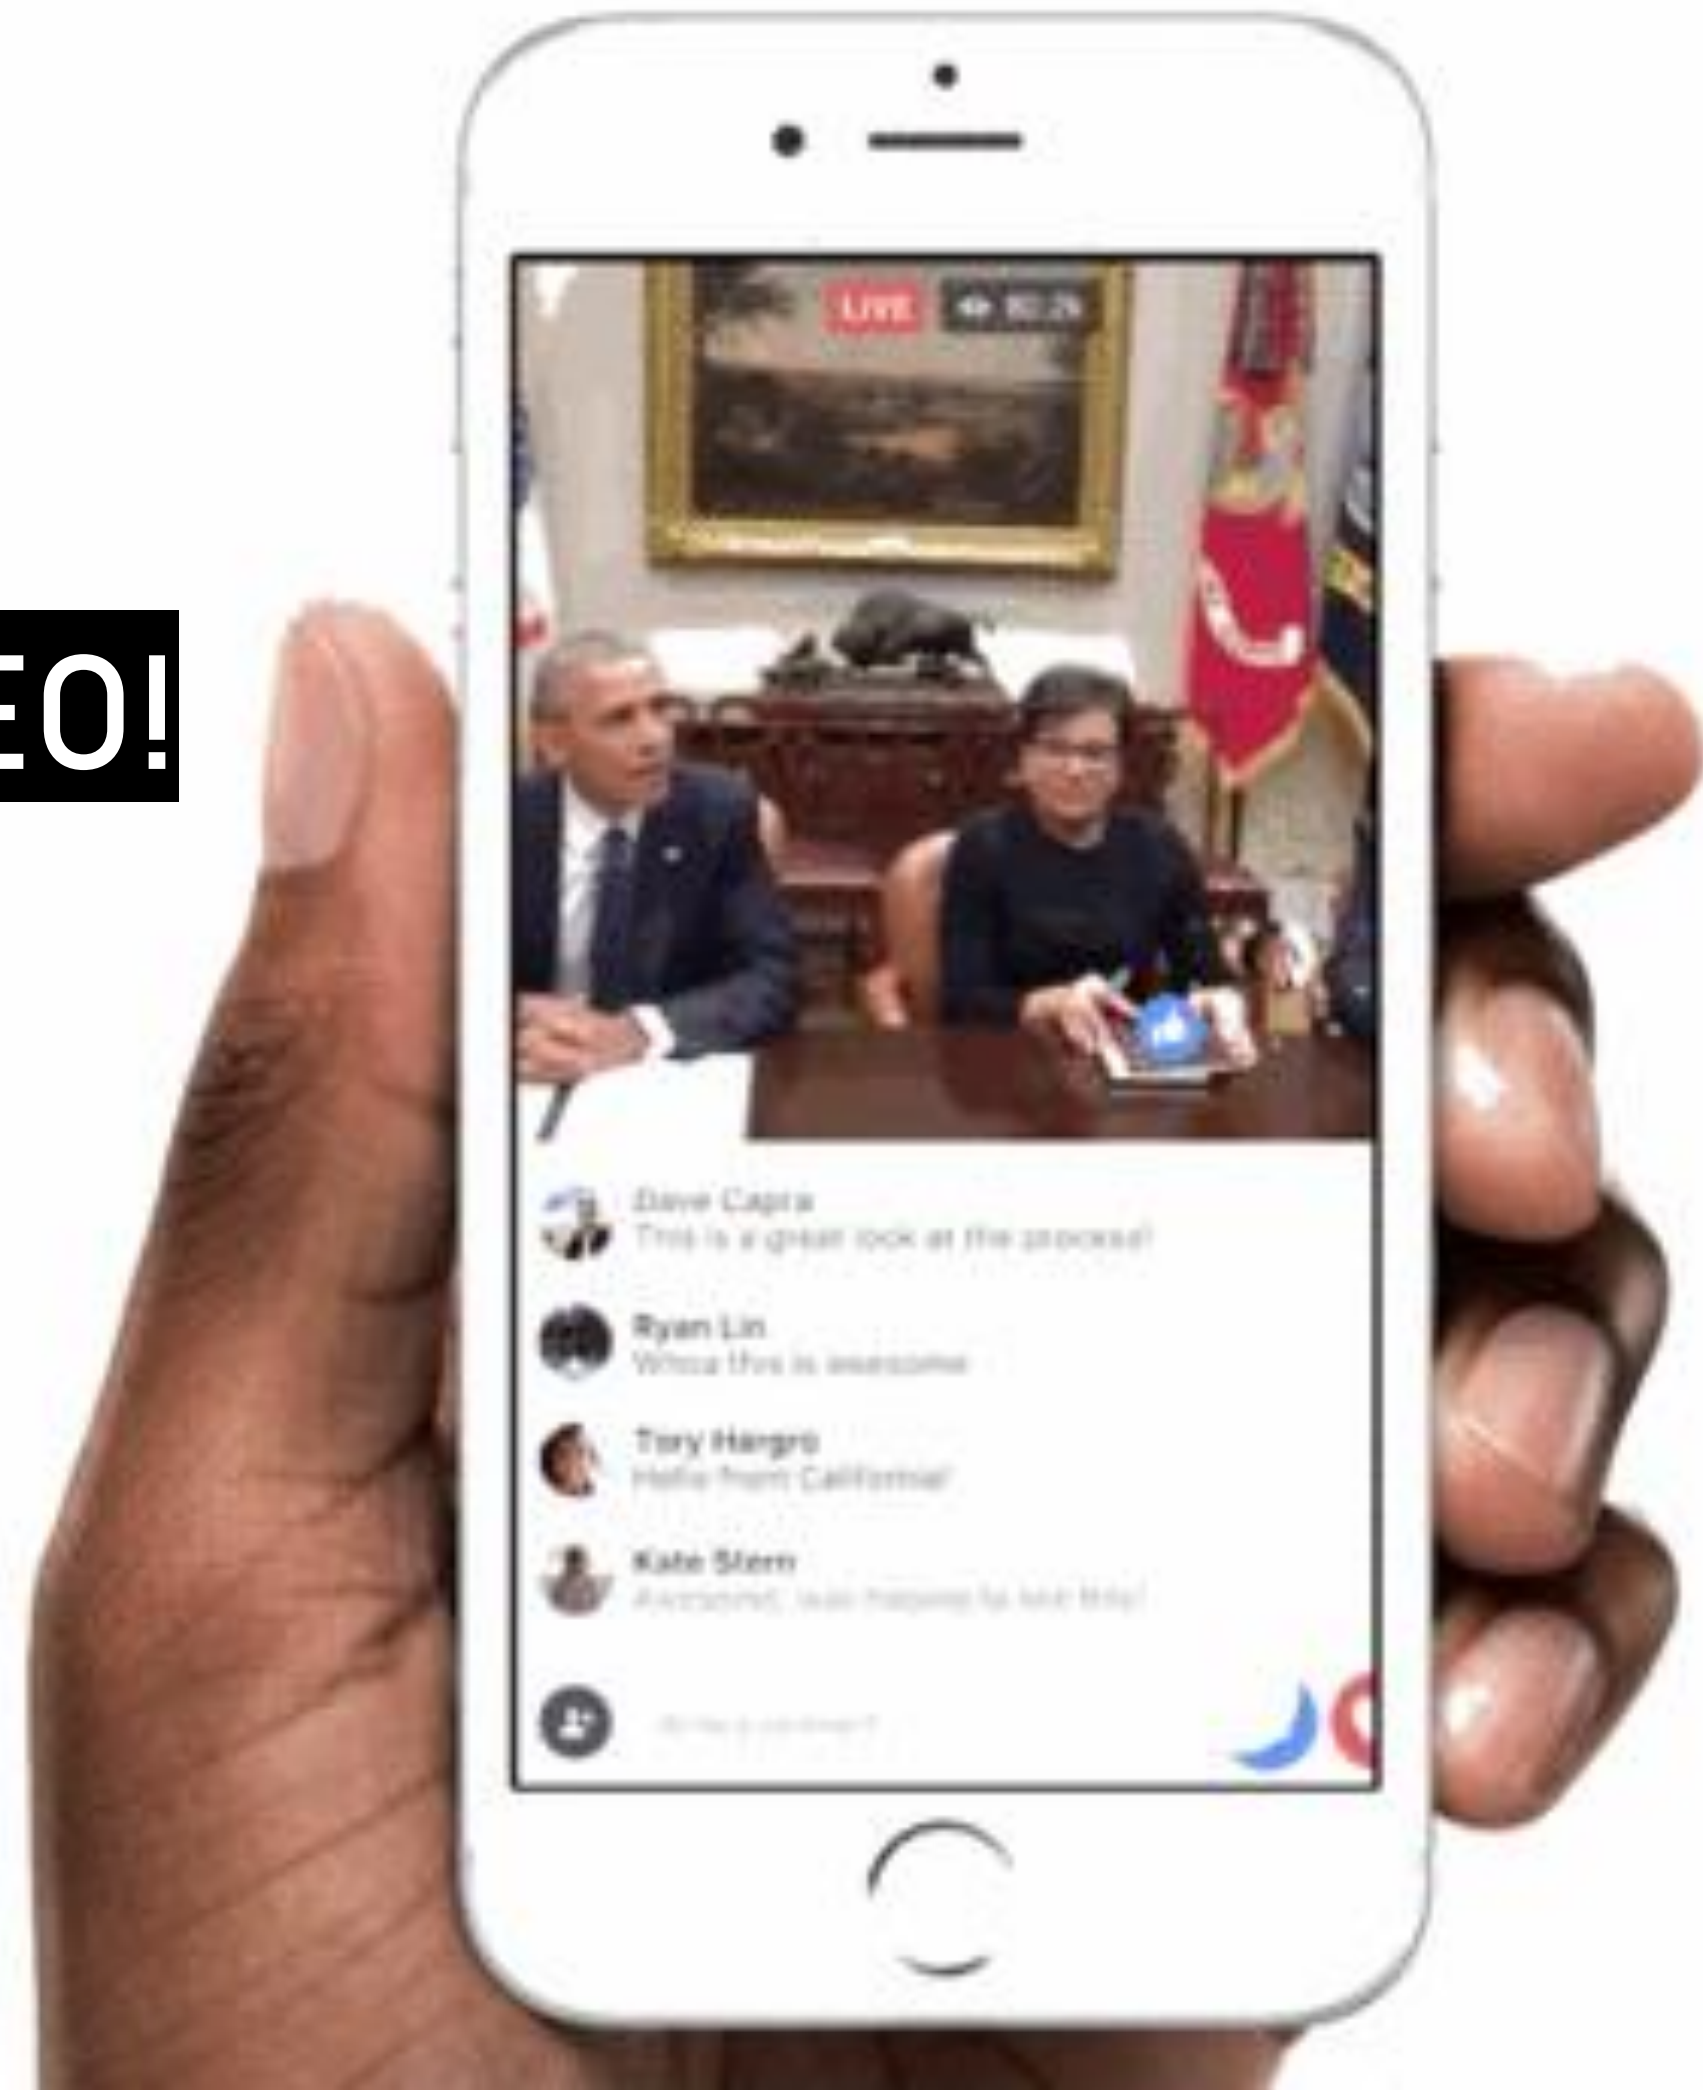 LIVE
EO!
Dave Capra
This is a great look at the process!
Ryan Lin
Whoa this is awesome
Tory Hargro
Hello from California!
Kate Stern